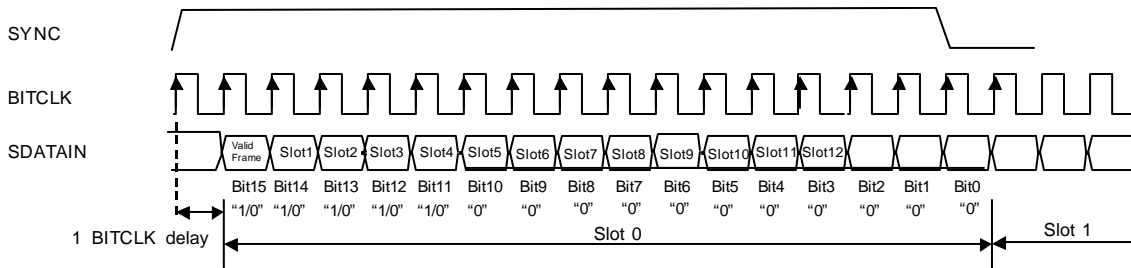 SYNC
BITCLK
SDATAIN
Valid Frame Slot1 Slot2 Slot3 Slot4 Slot5 Slot6 Slot7 Slot8 Slot9 Slot10 Slot11 Slot12
Bit15 Bit14 Bit13 Bit12 Bit11 Bit10 Bit9 Bit8 Bit7 Bit6 Bit5 Bit4 Bit3 Bit2 Bit1 Bit0
“1/0” “1/0” “1/0” “1/0” “1/0” “0” “0” “0” “0” “0” “0” “0” “0” “0” “0” “0”
1 BITCLK delay Slot 0 Slot 1